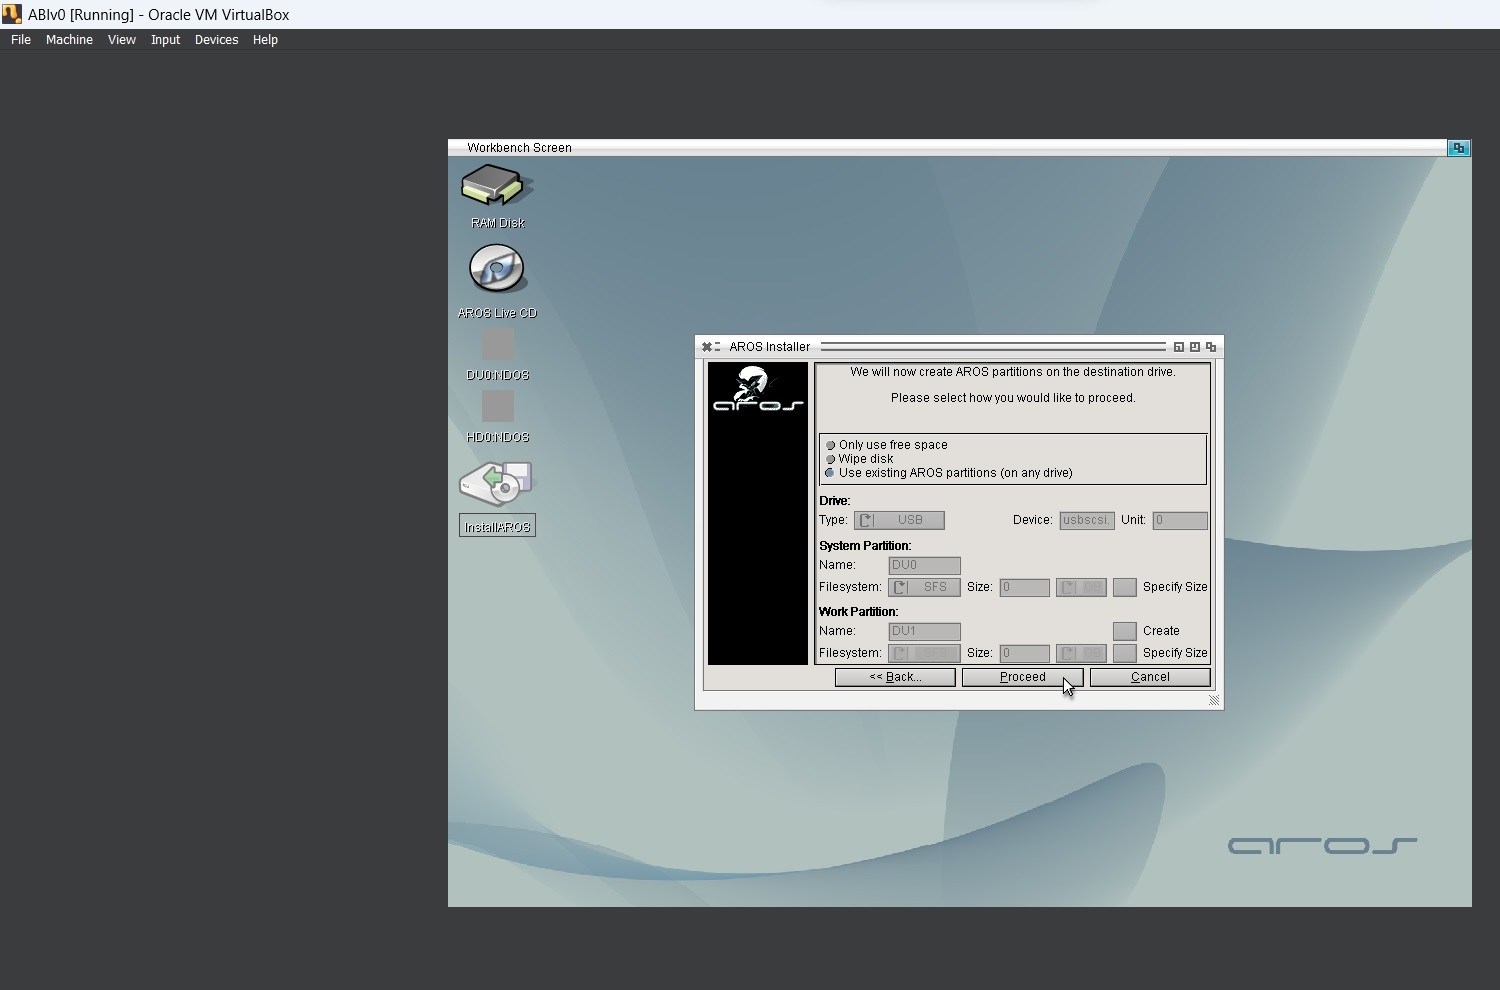 ABIv0 [Running] - Oracle VM VirtualBox
File Machine View Input Devices Help
Workbench Screen
RAM Disk
AROS Live CD
DU0:NDOS
HD0:NDOS
InstallAROS
AROS Installer
aros
We will now create AROS partitions on the destination drive.
Please select how you would like to proceed.
Only use free space
Wipe disk
Use existing AROS partitions (on any drive)
Drive:
Type: USB Device: usbscsi. Unit: 0
System Partition:
Name: DU0
Filesystem: SFS Size: 0 GB Specify Size
Work Partition:
Name: DU1 Create
Filesystem: SFS Size: 0 GB Specify Size
<< Back... Proceed Cancel
aros